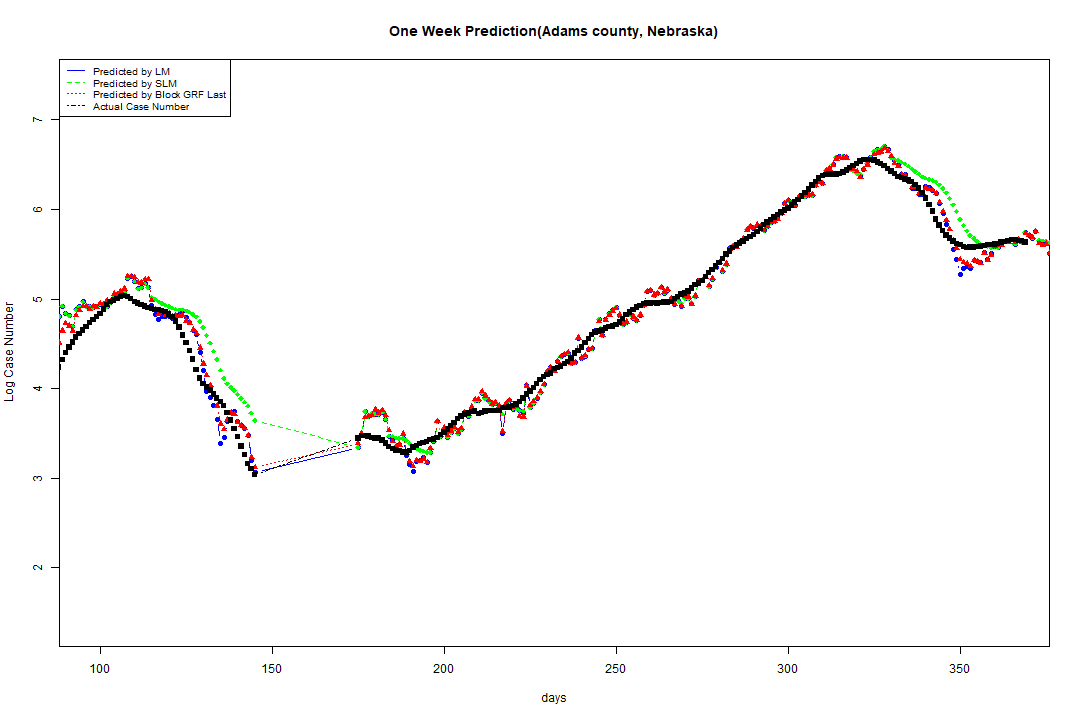 One Week Prediction(Adams county, Nebraska)
Predicted by LM
Predicted by SLM
Predicted by Block GRF Last
Actual Case Number
Log Case Number
7
6
5
4
3
2
100 150 200 250 300 350
days